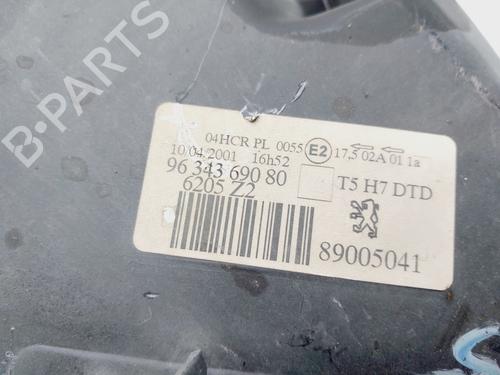 B-PARTS
04HCR PL 0055 E2 17,5 02A 01 1a
10/04/2001 16h52
96 343 690 80
6205 Z2
T5 H7 DTD
89005041